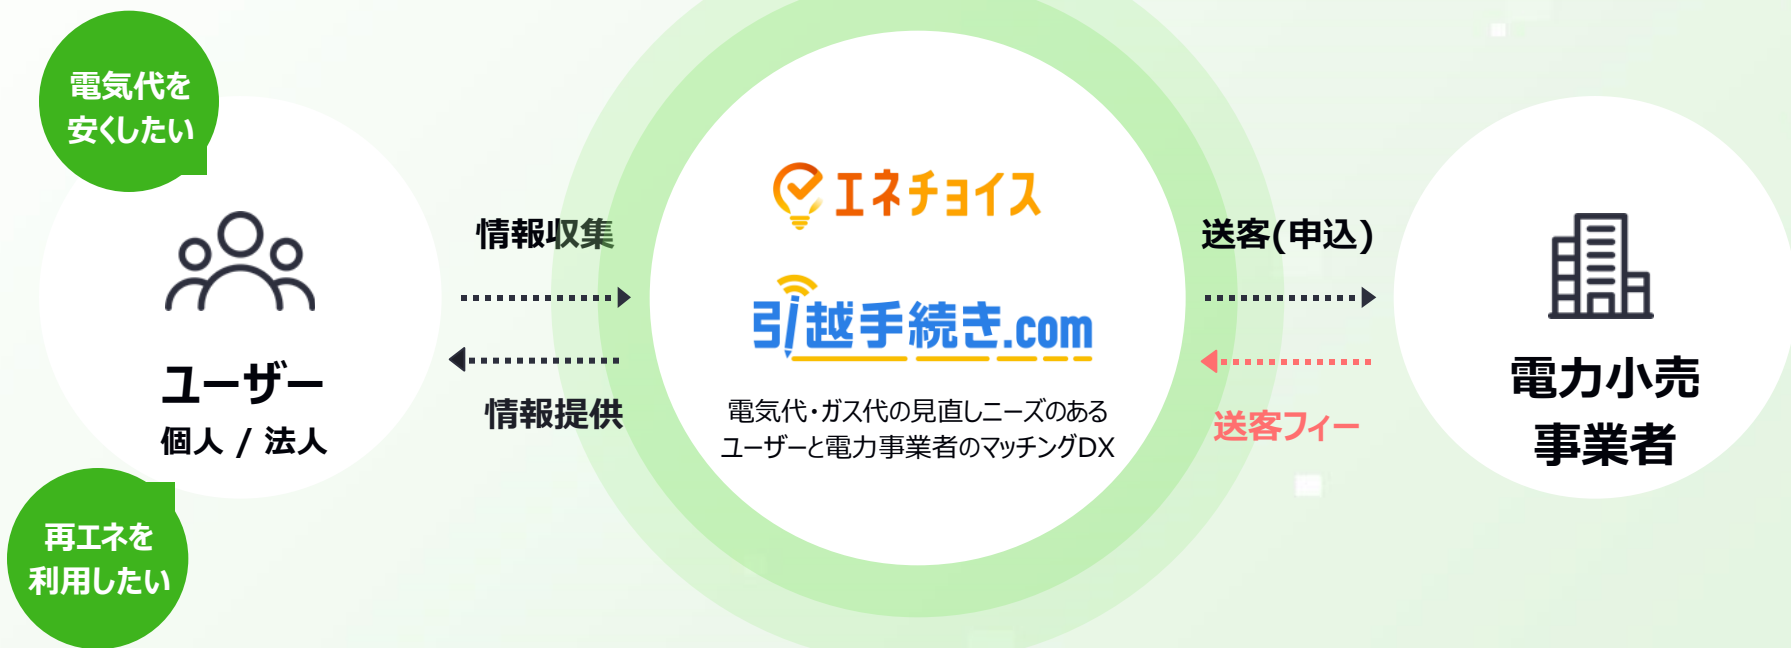 電気代を
安くしたい
ユーザー
個人 / 法人
再エネを
利用したい
情報収集
情報提供
エネチョイス
引越手続き.com
電気代・ガス代の見直しニーズのある
ユーザーと電力事業者のマッチングDX
送客(申込)
送客フィー
電力小売
事業者